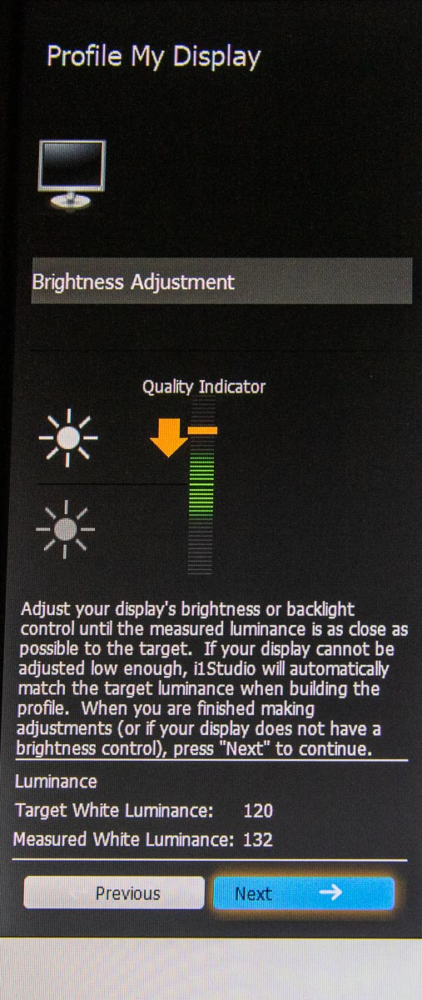 Profile My Display
Brightness Adjustment
Quality Indicator
Adjust your display's brightness or backlight
control until the measured luminance is as close as
possible to the target.  If your display cannot be
adjusted low enough, i1Studio will automatically
match the target luminance when building the
profile.  When you are finished making
adjustments (or if your display does not have a
brightness control), press "Next" to continue.
Luminance
Target White Luminance: 120
Measured White Luminance: 132
Previous
Next